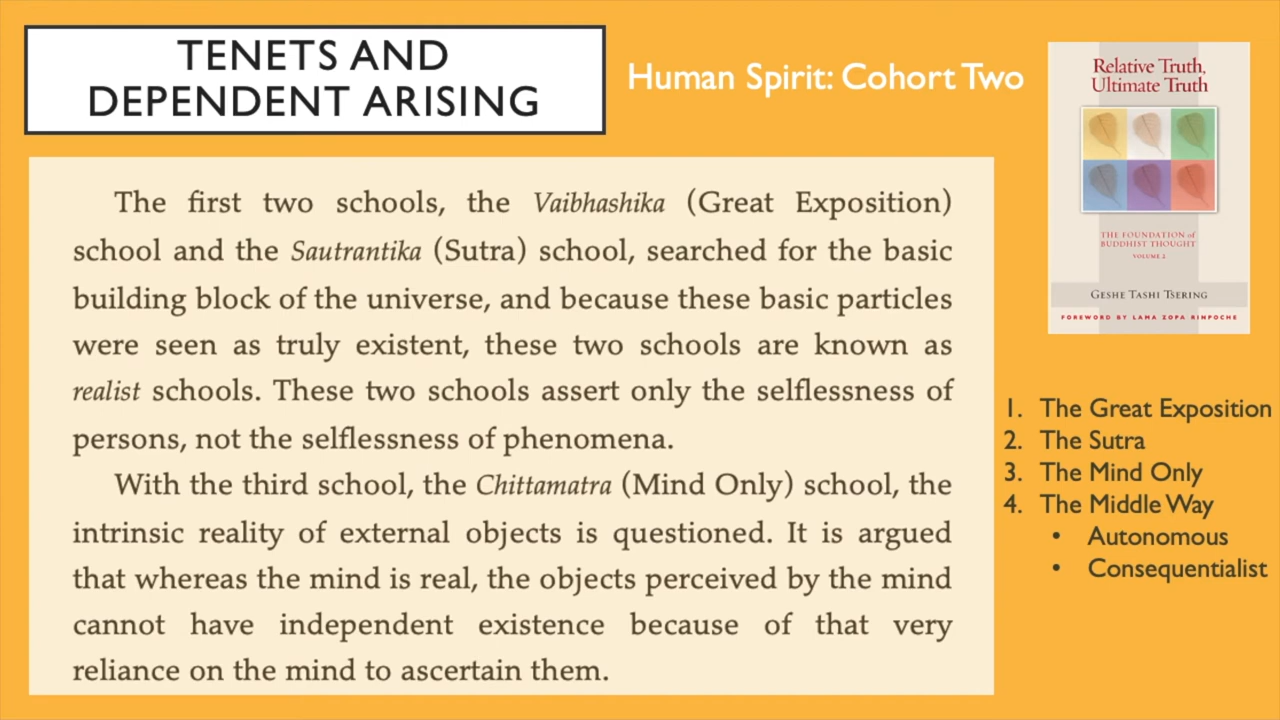 TENETS AND
DEPENDENT ARISING
Human Spirit: Cohort Two
Relative Truth,
Ultimate Truth
THE FOUNDATION of
BUDDHIST THOUGHT
VOLUME 2
GESHE TASHI TSERING
FOREWORD BY LAMA ZOPA RINPOCHE
The first two schools, the Vaibhashika (Great Exposition)
school and the Sautrantika (Sutra) school, searched for the basic
building block of the universe, and because these basic particles
were seen as truly existent, these two schools are known as
realist schools. These two schools assert only the selflessness of
persons, not the selflessness of phenomena.
With the third school, the Chittamatra (Mind Only) school, the
intrinsic reality of external objects is questioned. It is argued
that whereas the mind is real, the objects perceived by the mind
cannot have independent existence because of that very
reliance on the mind to ascertain them.
1. The Great Exposition
2. The Sutra
3. The Mind Only
4. The Middle Way
• Autonomous
• Consequentialist